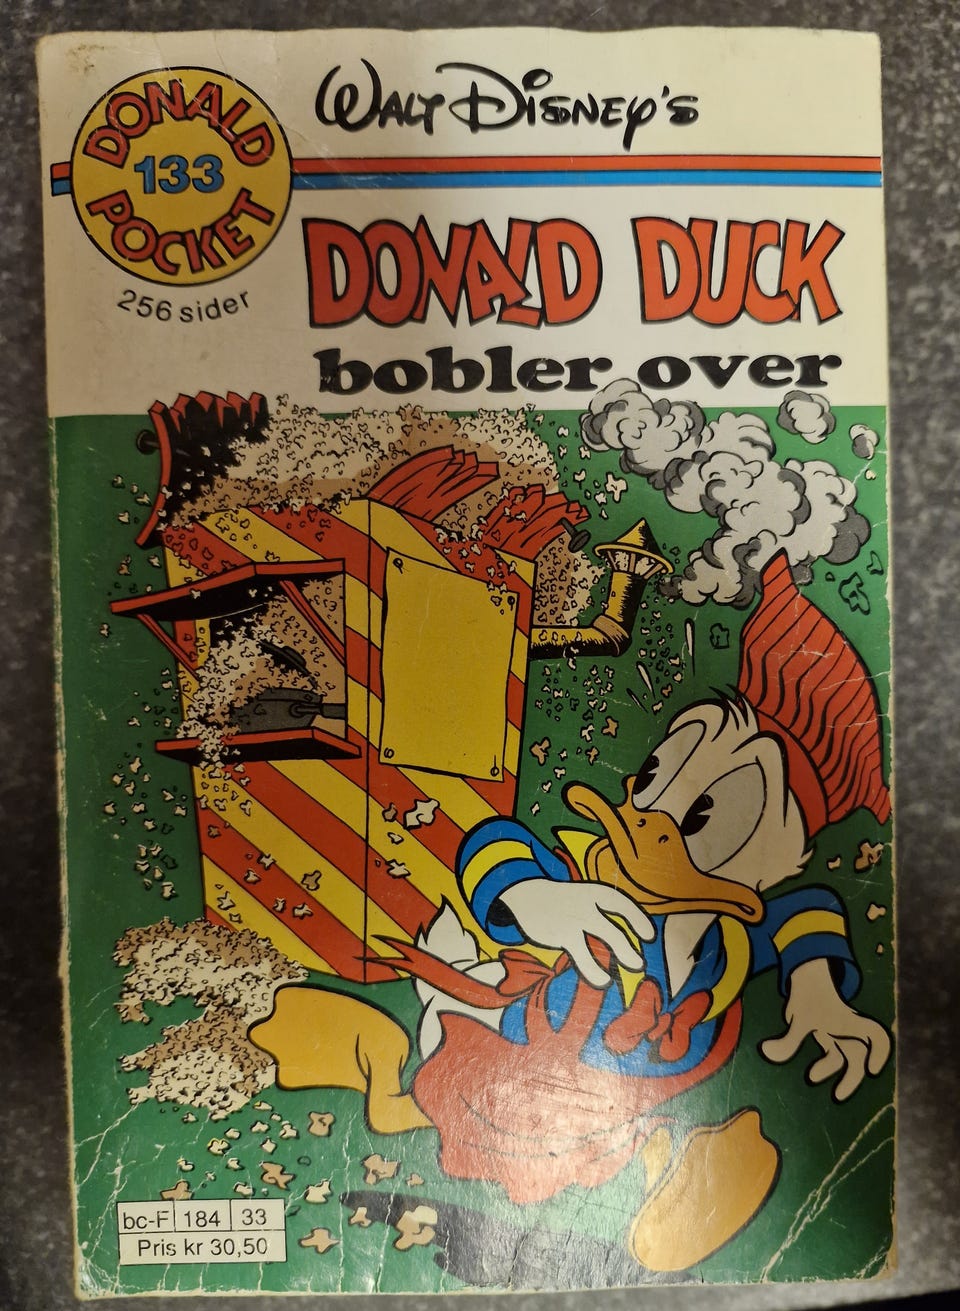 DONALD
133
POCKET
256 sider
WALT DISNEY'S
DONALD DUCK
bobler over
bc-F 184 33
Pris kr 30,50